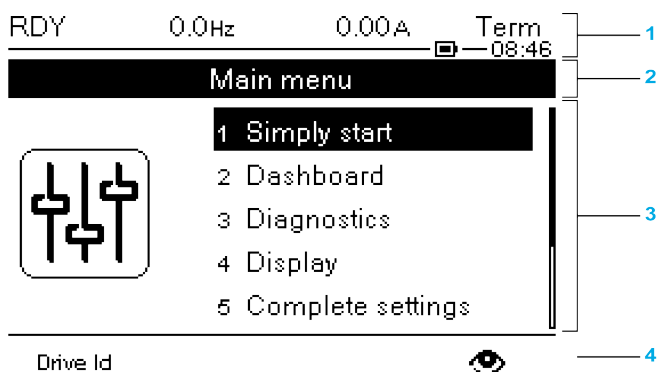 RDY 0.0Hz 0.00A Term 1
08:46
Main menu 2
1 Simply start
2 Dashboard
3 Diagnostics 3
4 Display
5 Complete settings
Drive Id 4